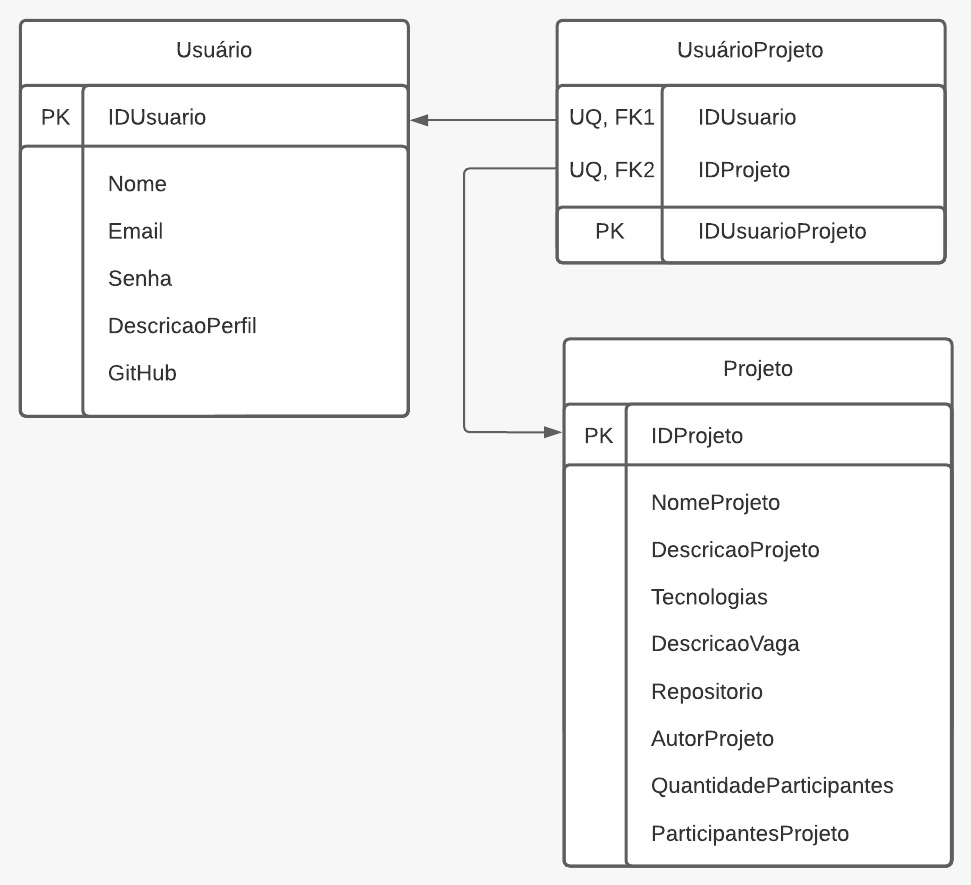 Usuário
PK IDUsuario
Nome
Email
Senha
DescricaoPerfil
GitHub
UsuárioProjeto
UQ, FK1 IDUsuario
UQ, FK2 IDProjeto
PK IDUsuarioProjeto
Projeto
PK IDProjeto
NomeProjeto
DescricaoProjeto
Tecnologias
DescricaoVaga
Repositorio
AutorProjeto
QuantidadeParticipantes
ParticipantesProjeto